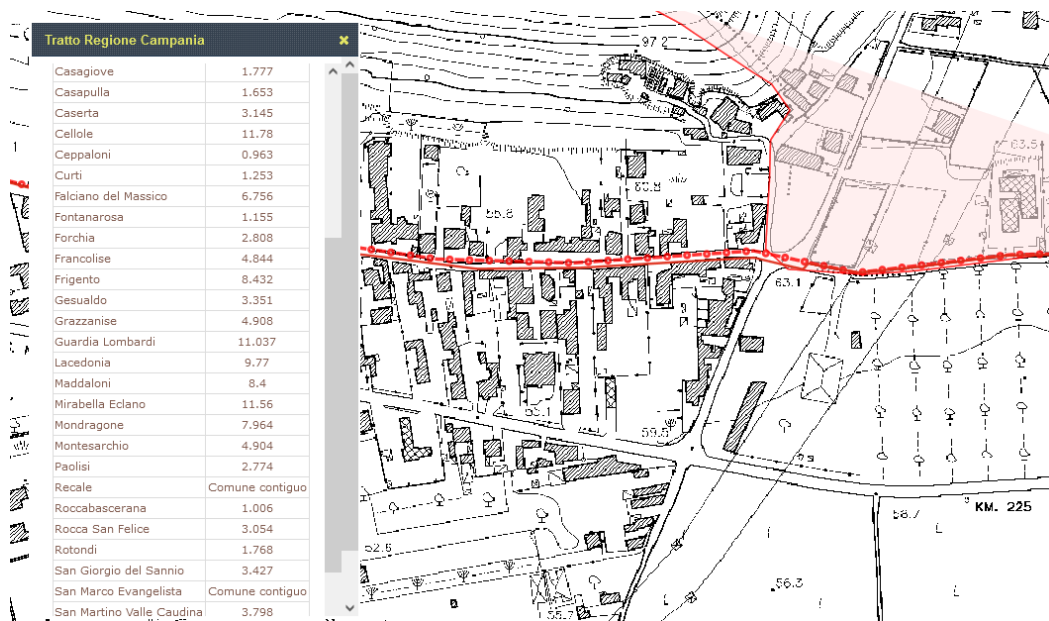 Tratto Regione Campania ×
Casagiove 1.777
Casapulla 1.653
Caserta 3.145
Cellole 11.78
Ceppaloni 0.963
Curti 1.253
Falciano del Massico 6.756
Fontanarosa 1.155
Forchia 2.808
Francolise 4.844
Frigento 8.432
Gesualdo 3.351
Grazzanise 4.908
Guardia Lombardi 11.037
Lacedonia 9.77
Maddaloni 8.4
Mirabella Eclano 11.56
Mondragone 7.964
Montesarchio 4.904
Paolisi 2.774
Recale Comune contiguo
Roccabascerana 1.006
Rocca San Felice 3.054
Rotondi 1.768
San Giorgio del Sannio 3.427
San Marco Evangelista Comune contiguo
San Martino Valle Caudina 3.798
97.2
63.5
60.8
55.8
63.1
55.1
59.5
KM. 225
58.7
52.6
56.3
55.7